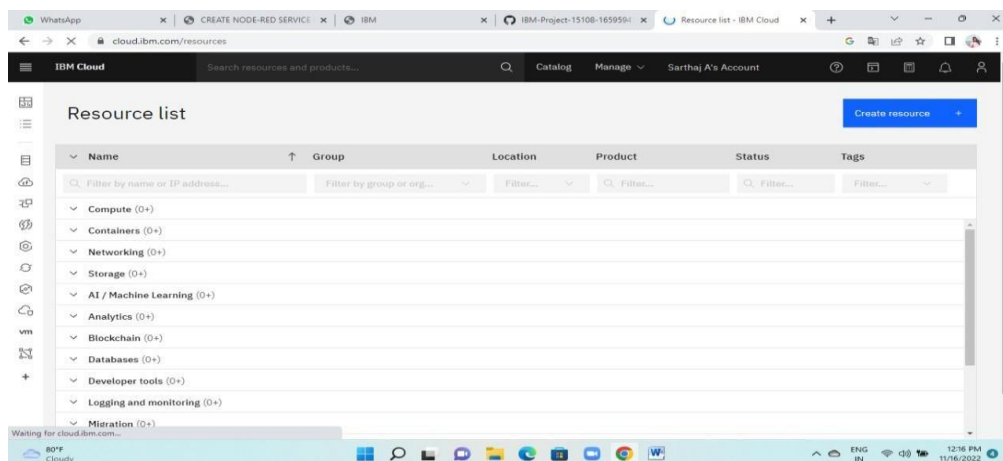 WhatsApp
CREATE NODE-RED SERVICE
IBM
IBM-Project-15108-1659594
Resource list - IBM Cloud
cloud.ibm.com/resources
IBM Cloud
Search resources and products...
Catalog
Manage
Sarthaj A's Account
Resource list
Create resource +
Name
Group
Location
Product
Status
Tags
Filter by name or IP address...
Filter by group or org...
Filter...
Filter...
Filter...
Filter...
Compute (0+)
Containers (0+)
Networking (0+)
Storage (0+)
AI / Machine Learning (0+)
Analytics (0+)
Blockchain (0+)
Databases (0+)
Developer tools (0+)
Logging and monitoring (0+)
Migration (0+)
vm
Waiting for cloud.ibm.com...
80°F
Cloudy
ENG
IN
12:16 PM
11/16/2022